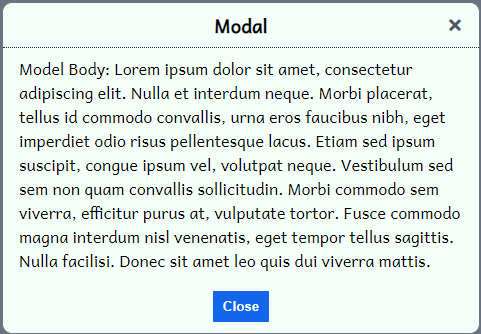 Modal
Model Body: Lorem ipsum dolor sit amet, consectetur
adipiscing elit. Nulla et interdum neque. Morbi placerat,
tellus id commodo convallis, urna eros faucibus nibh, eget
imperdiet odio risus pellentesque lacus. Etiam sed ipsum
suscipit, congue ipsum vel, volutpat neque. Vestibulum sed
sem non quam convallis sollicitudin. Morbi commodo sem
viverra, efficitur purus at, vulputate tortor. Fusce commodo
magna interdum nisl venenatis, eget tempor tellus sagittis.
Nulla facilisi. Donec sit amet leo quis dui viverra mattis.
Close